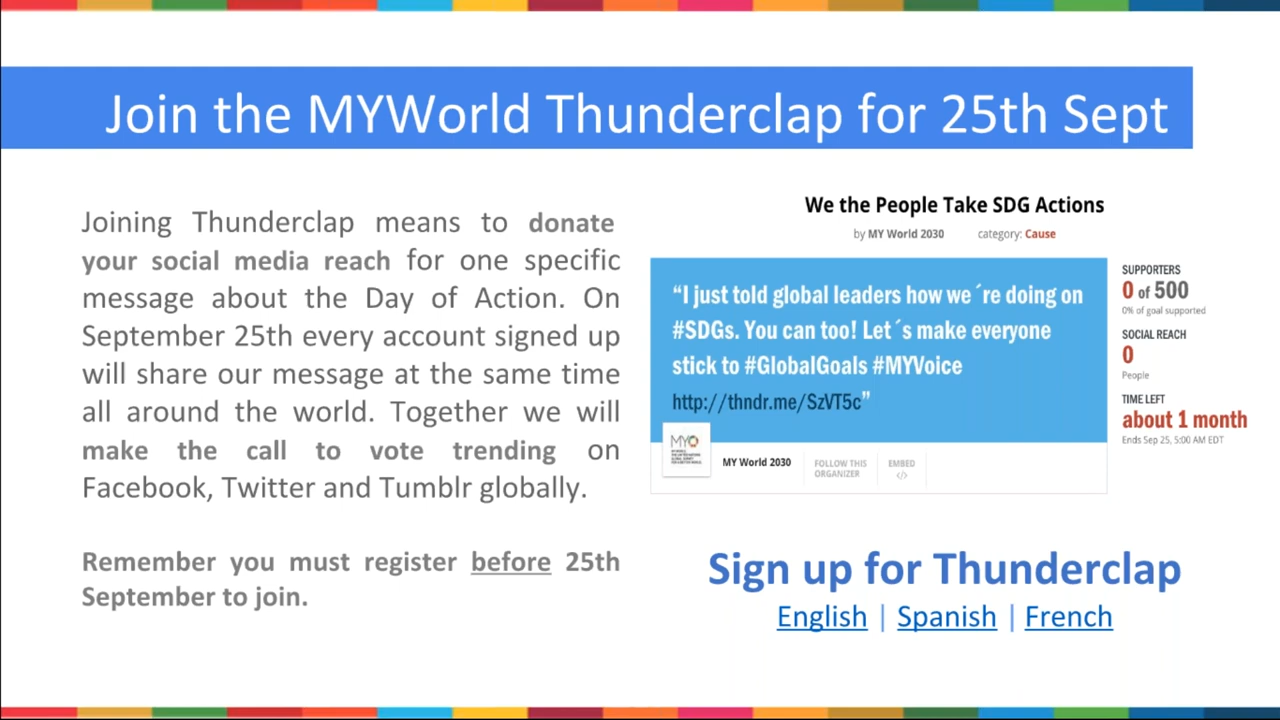 Join the MYWorld Thunderclap for 25th Sept
Joining Thunderclap means to donate
your social media reach for one specific
message about the Day of Action. On
September 25th every account signed up
will share our message at the same time
all around the world. Together we will
make the call to vote trending on
Facebook, Twitter and Tumblr globally.
Remember you must register before 25th
September to join.
We the People Take SDG Actions
by MY World 2030 category: Cause
“I just told global leaders how we´re doing on
#SDGs. You can too! Let´s make everyone
stick to #GlobalGoals #MYVoice
http://thndr.me/SzVT5c”
MY World 2030
FOLLOW THIS
ORGANIZER
EMBED
</>
SUPPORTERS
0 of 500
0% of goal supported
SOCIAL REACH
0
People
TIME LEFT
about 1 month
Ends Sep 25, 5:00 AM EDT
Sign up for Thunderclap
English | Spanish | French